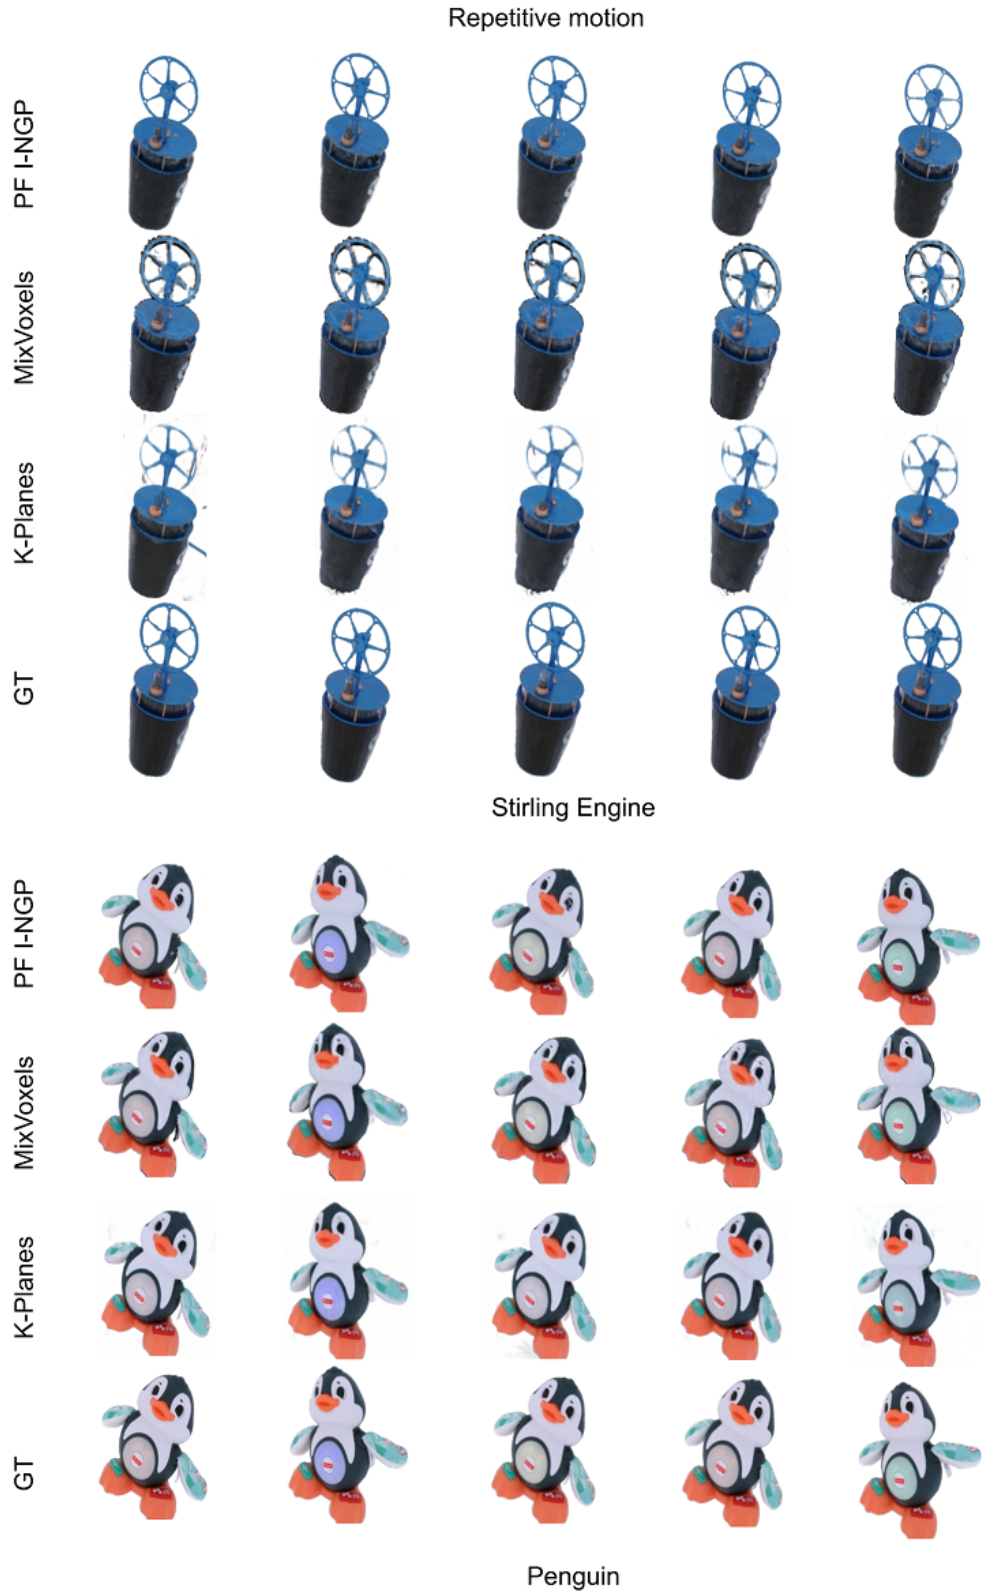 Repetitive motion
PF I-NGP
MixVoxels
K-Planes
GT
Stirling Engine
PF I-NGP
MixVoxels
K-Planes
GT
Penguin